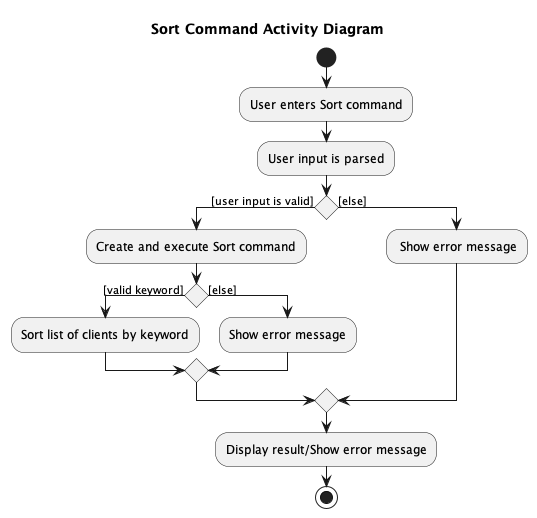 Sort Command Activity Diagram
User enters Sort command
User input is parsed
[user input is valid]
[else]
Create and execute Sort command
Show error message
[valid keyword]
[else]
Sort list of clients by keyword
Show error message
Display result/Show error message